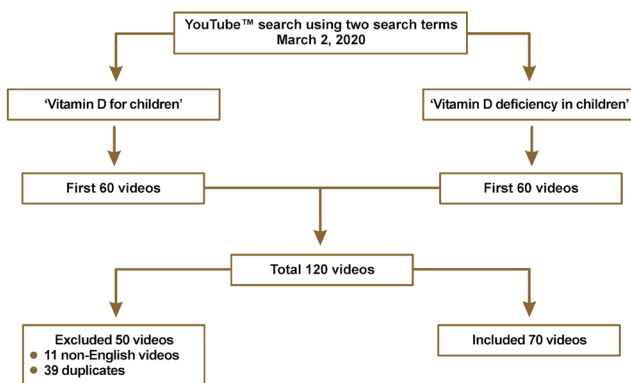 YouTube™ search using two search terms
March 2, 2020
‘Vitamin D for children’
‘Vitamin D deficiency in children’
First 60 videos
First 60 videos
Total 120 videos
Excluded 50 videos
● 11 non-English videos
● 39 duplicates
Included 70 videos